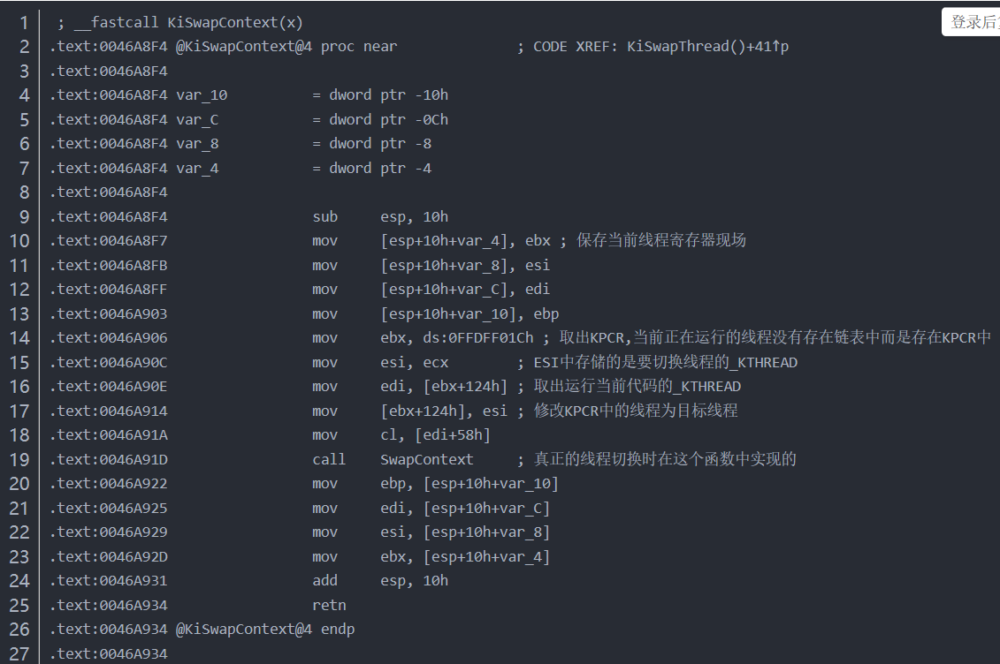 1 ; __fastcall KiSwapContext(x)
登录后
2 .text:0046A8F4 @KiSwapContext@4 proc near ; CODE XREF: KiSwapThread()+41↑p
3 .text:0046A8F4
4 .text:0046A8F4 var_10 = dword ptr -10h
5 .text:0046A8F4 var_C = dword ptr -0Ch
6 .text:0046A8F4 var_8 = dword ptr -8
7 .text:0046A8F4 var_4 = dword ptr -4
8 .text:0046A8F4
9 .text:0046A8F4 sub esp, 10h
10 .text:0046A8F7 mov [esp+10h+var_4], ebx ; 保存当前线程寄存器现场
11 .text:0046A8FB mov [esp+10h+var_8], esi
12 .text:0046A8FF mov [esp+10h+var_C], edi
13 .text:0046A903 mov [esp+10h+var_10], ebp
14 .text:0046A906 mov ebx, ds:0FFDFF01Ch ; 取出KPCR,当前正在运行的线程没有存在链表中而是存在KPCR中
15 .text:0046A90C mov esi, ecx ; ESI中存储的是要切换线程的_KTHREAD
16 .text:0046A90E mov edi, [ebx+124h] ; 取出运行当前代码的_KTHREAD
17 .text:0046A914 mov [ebx+124h], esi ; 修改KPCR中的线程为目标线程
18 .text:0046A91A mov cl, [edi+58h]
19 .text:0046A91D call SwapContext ; 真正的线程切换时在这个函数中实现的
20 .text:0046A922 mov ebp, [esp+10h+var_10]
21 .text:0046A925 mov edi, [esp+10h+var_C]
22 .text:0046A929 mov esi, [esp+10h+var_8]
23 .text:0046A92D mov ebx, [esp+10h+var_4]
24 .text:0046A931 add esp, 10h
25 .text:0046A934 retn
26 .text:0046A934 @KiSwapContext@4 endp
27 .text:0046A934